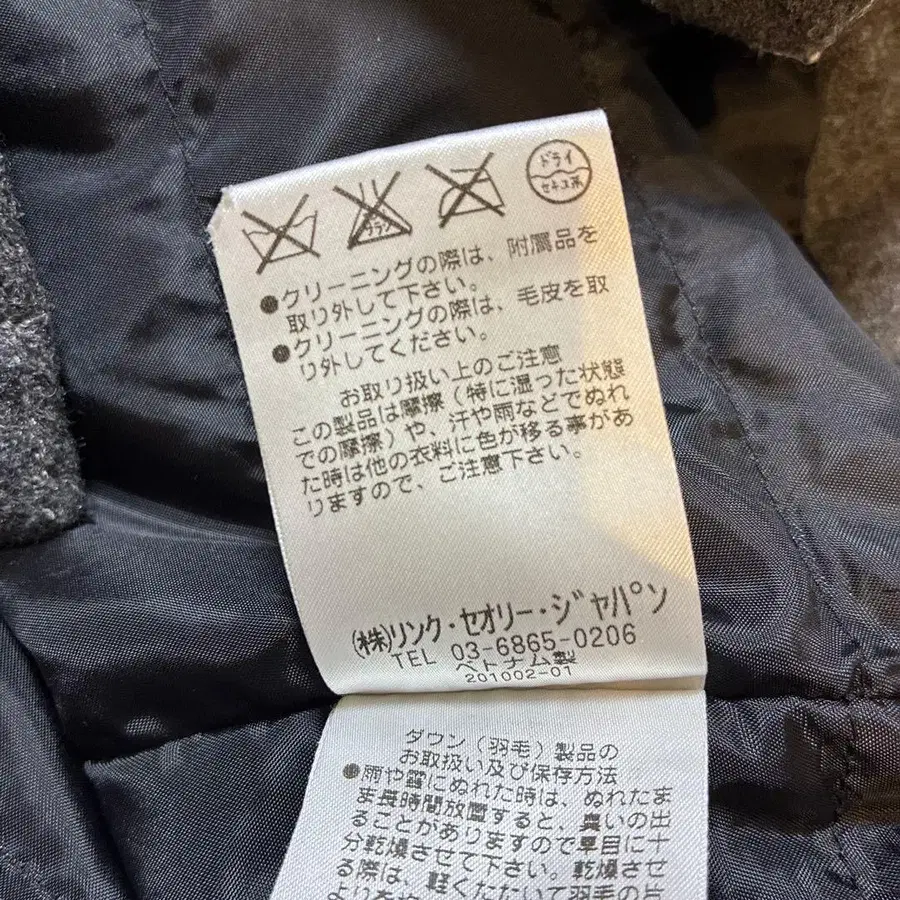 ドライ
セキユ系
エンソ
サラシ
●クリーニングの際は、附属品を
取り外して下さい。
●クリーニングの際は、毛皮を取
り外してください。
お取り扱い上のご注意
この製品は摩擦（特に湿った状態
での摩擦）や、汗や雨などでぬれ
た時は他の衣料に色が移る事があ
りますので、ご注意下さい。
㈱リンク・セオリー・ジャパン
TEL 03-6865-0206
ベトナム製
201002-01
ダウン（羽毛）製品の
お取扱い及び保存方法
●雨や雪にぬれた時は、ぬれたま
ま長時間放置すると、臭いの出
ることがありますので早目に十
分乾燥させて下さい。乾燥させ
る際は、軽くたたいて羽毛の片
よりを